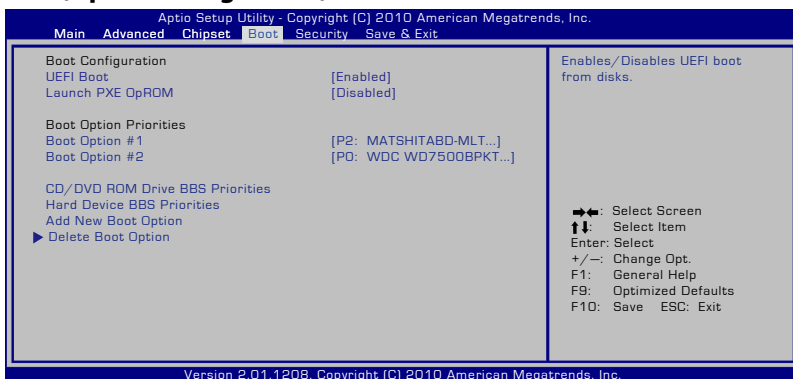 Aptio Setup Utility - Copyright (C) 2010 American Megatrends, Inc.
Main Advanced Chipset Boot Security Save & Exit
Boot Configuration
UEFI Boot [Enabled]
Launch PXE OpROM [Disabled]
Boot Option Priorities
Boot Option #1 [P2: MATSHITABD-MLT...]
Boot Option #2 [P0: WDC WD7500BPKT...]
CD/DVD ROM Drive BBS Priorities
Hard Device BBS Priorities
Add New Boot Option
Delete Boot Option
Enables/Disables UEFI boot
from disks.
→←: Select Screen
↑↓: Select Item
Enter: Select
+/—: Change Opt.
F1: General Help
F9: Optimized Defaults
F10: Save ESC: Exit
Version 2.01.1208. Copyright (C) 2010 American Megatrends, Inc.